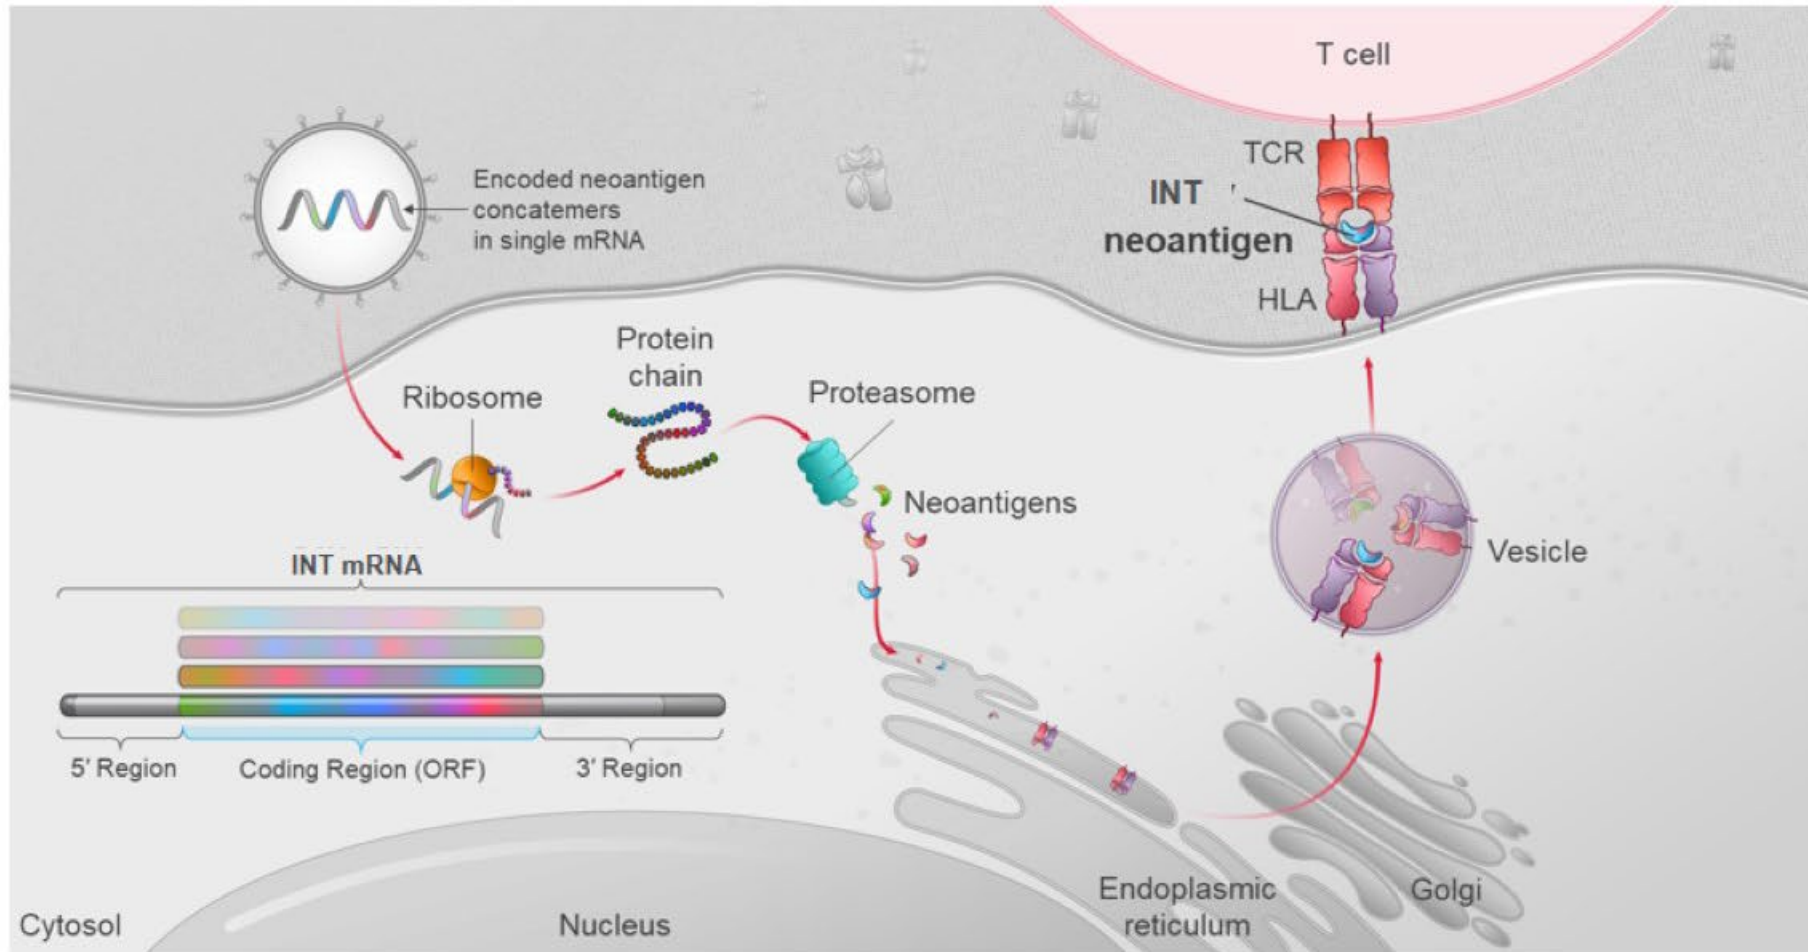 T cell
Encoded neoantigen
concatemers
in single mRNA
TCR
INT
neoantigen
HLA
Protein
chain
Ribosome
Proteasome
Neoantigens
Vesicle
INT mRNA
5' Region
Coding Region (ORF)
3' Region
Endoplasmic
reticulum
Golgi
Cytosol
Nucleus